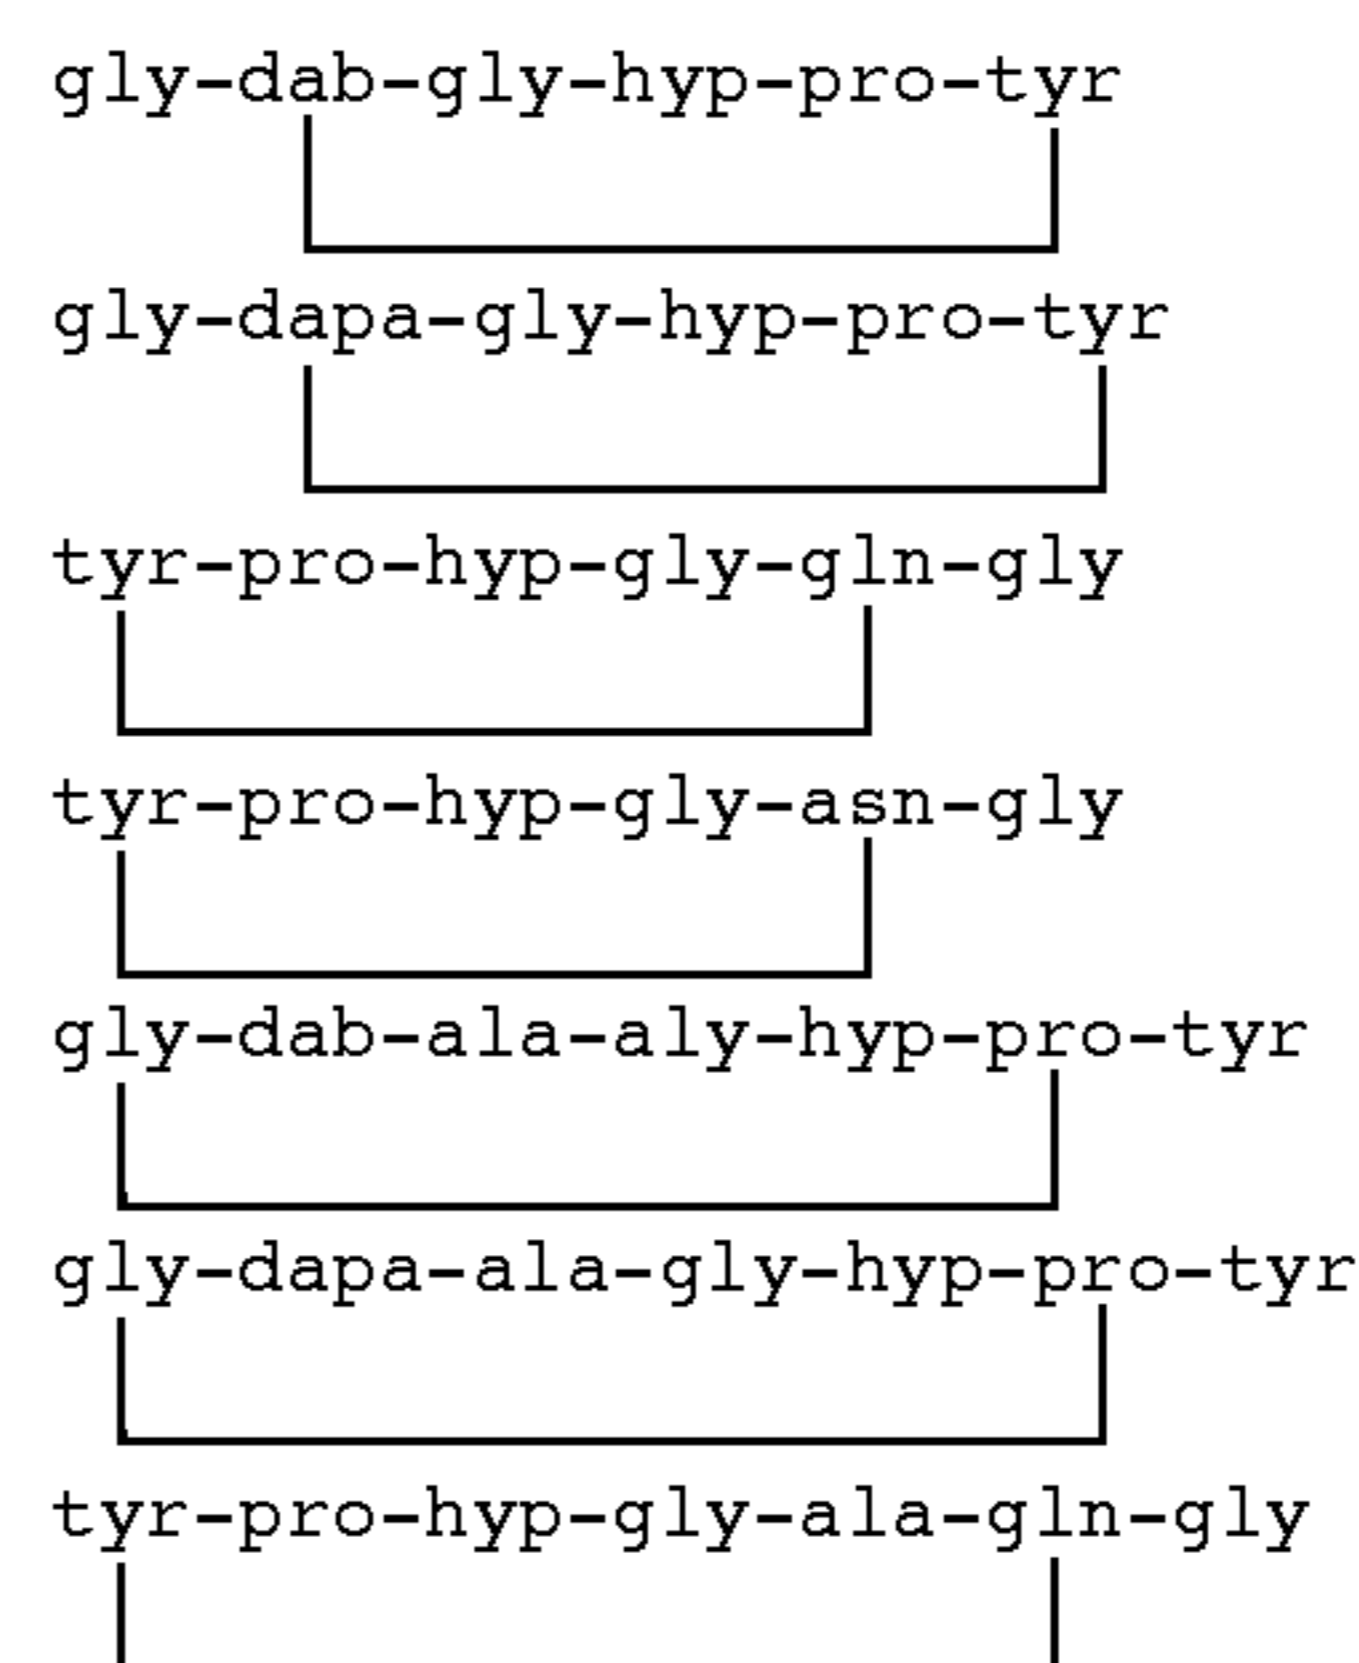 gly-dab-gly-hyp-pro-tyr
gly-dapa-gly-hyp-pro-tyr
tyr-pro-hyp-gly-gln-gly
tyr-pro-hyp-gly-asn-gly
gly-dab-ala-aly-hyp-pro-tyr
gly-dapa-ala-gly-hyp-pro-tyr
tyr-pro-hyp-gly-ala-gln-gly